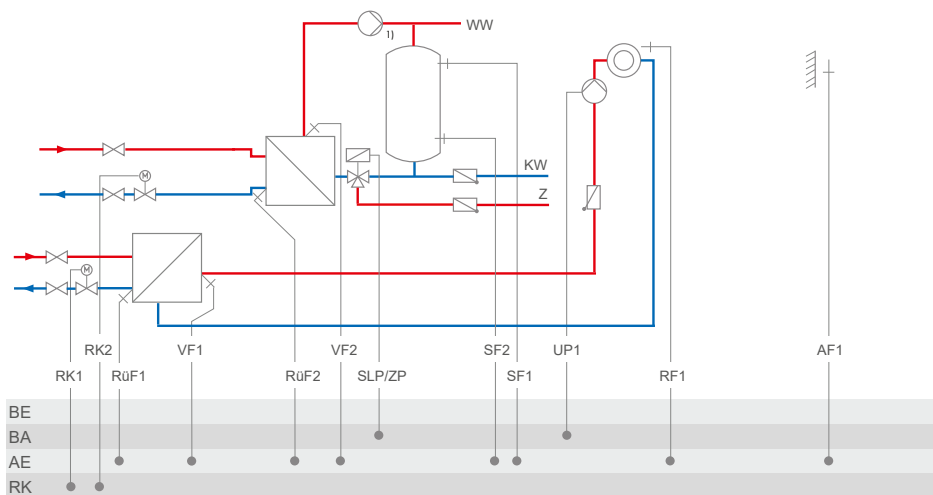 WW
1)
KW
Z
M
M
RK2 VF1 VF2 SF2 UP1 AF1
RK1 RüF1 RüF2 SLP/ZP SF1 RF1
BE
BA
AE
RK